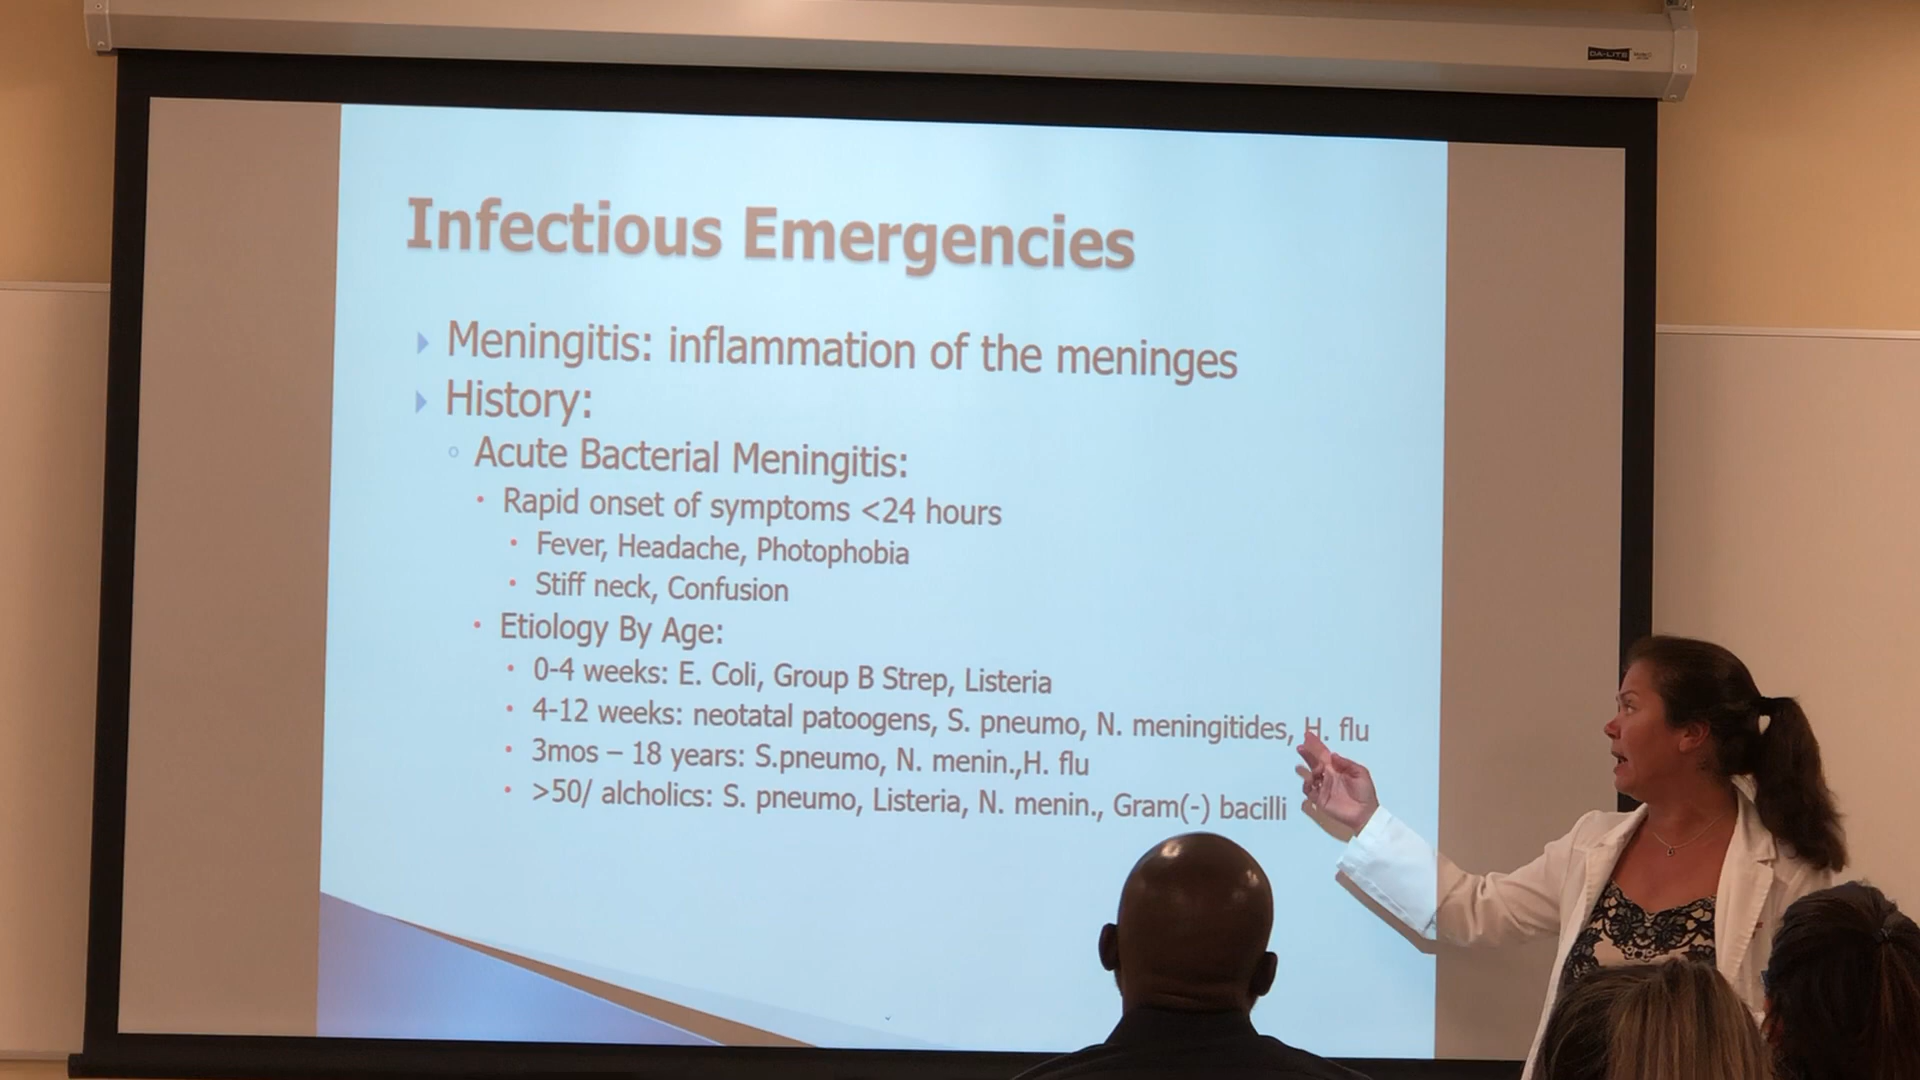 DA-LITE
Infectious Emergencies
Meningitis: inflammation of the meninges
History:
Acute Bacterial Meningitis:
Rapid onset of symptoms <24 hours
Fever, Headache, Photophobia
Stiff neck, Confusion
Etiology By Age:
0-4 weeks: E. Coli, Group B Strep, Listeria
4-12 weeks: neotatal patoogens, S. pneumo, N. meningitides, H. flu
3mos – 18 years: S.pneumo, N. menin.,H. flu
>50/ alcholics: S. pneumo, Listeria, N. menin., Gram(-) bacilli